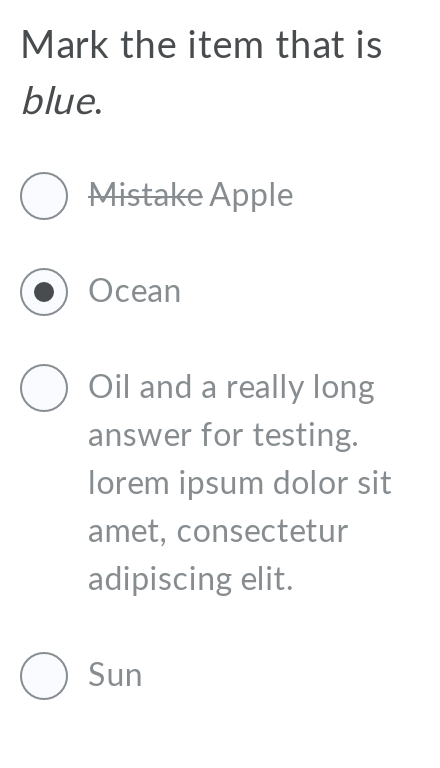 Mark the item that is
blue.
Mistake Apple
Ocean
Oil and a really long
answer for testing.
lorem ipsum dolor sit
amet, consectetur
adipiscing elit.
Sun